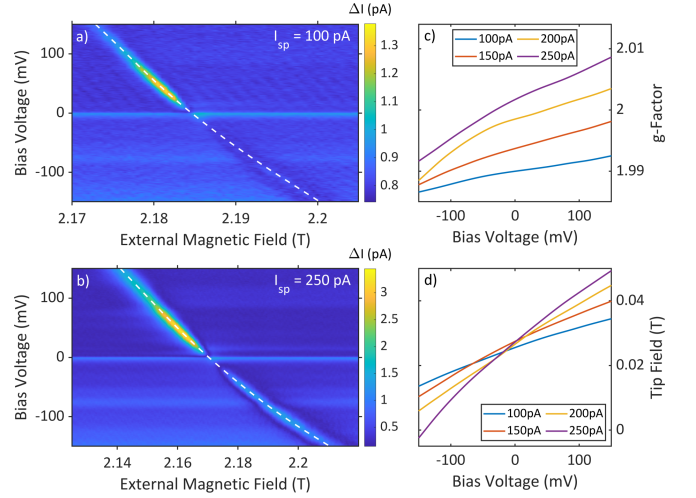 ΔI (pA)
a)
I_sp = 100 pA
100
0
-100
Bias Voltage (mV)
2.17
2.18
2.19
2.2
External Magnetic Field (T)
1.3
1.2
1.1
1
0.9
0.8
c)
100pA
200pA
150pA
250pA
2.01
2
1.99
g-Factor
-100
0
100
Bias Voltage (mV)
ΔI (pA)
b)
I_sp = 250 pA
100
0
-100
Bias Voltage (mV)
2.14
2.16
2.18
2.2
External Magnetic Field (T)
3
2.5
2
1.5
1
0.5
d)
0.04
0.02
0
Tip Field (T)
100pA
200pA
150pA
250pA
-100
0
100
Bias Voltage (mV)